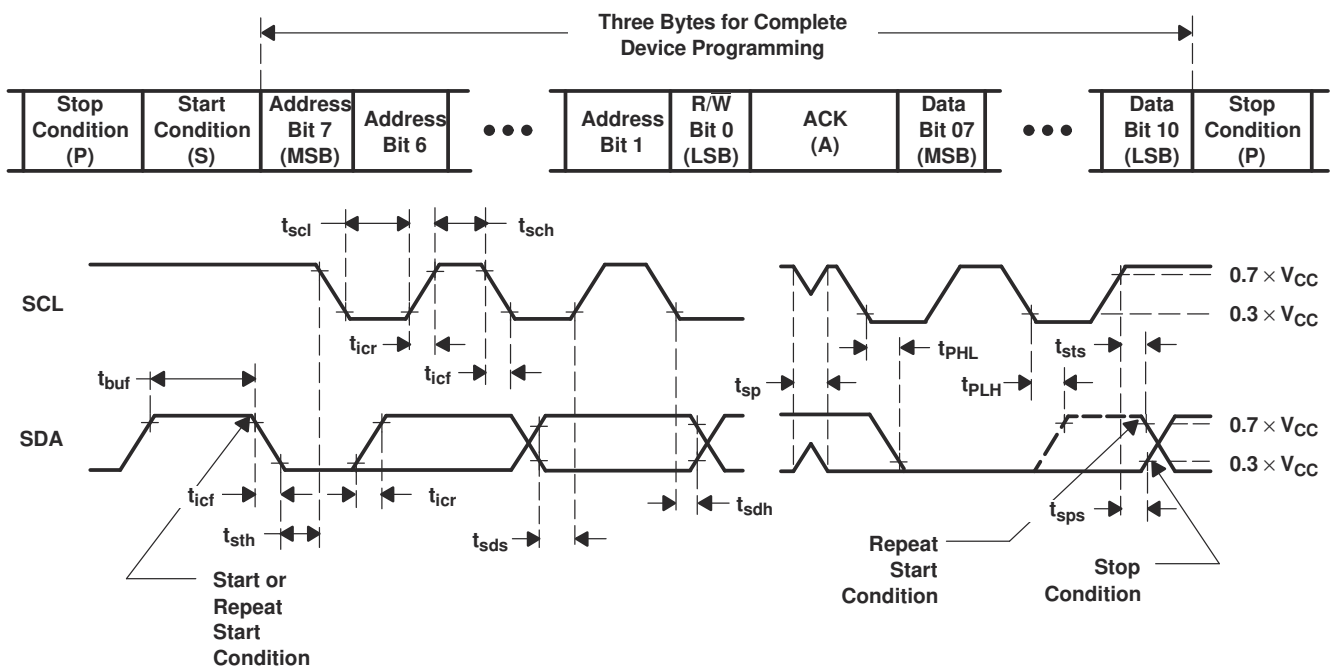 Three Bytes for Complete
Device Programming
Stop
Condition
(P)
Start
Condition
(S)
Address
Bit 7
(MSB)
Address
Bit 6
•••
Address
Bit 1
R/W̅
Bit 0
(LSB)
ACK
(A)
Data
Bit 07
(MSB)
•••
Data
Bit 10
(LSB)
Stop
Condition
(P)
tscl
tsch
SCL
0.7 × VCC
0.3 × VCC
ticr
tPHL
tsts
tbuf
ticf
tsp
tPLH
SDA
0.7 × VCC
0.3 × VCC
ticf
ticr
tsdh
tsps
tsth
tsds
Start or
Repeat
Start
Condition
Repeat
Start
Condition
Stop
Condition